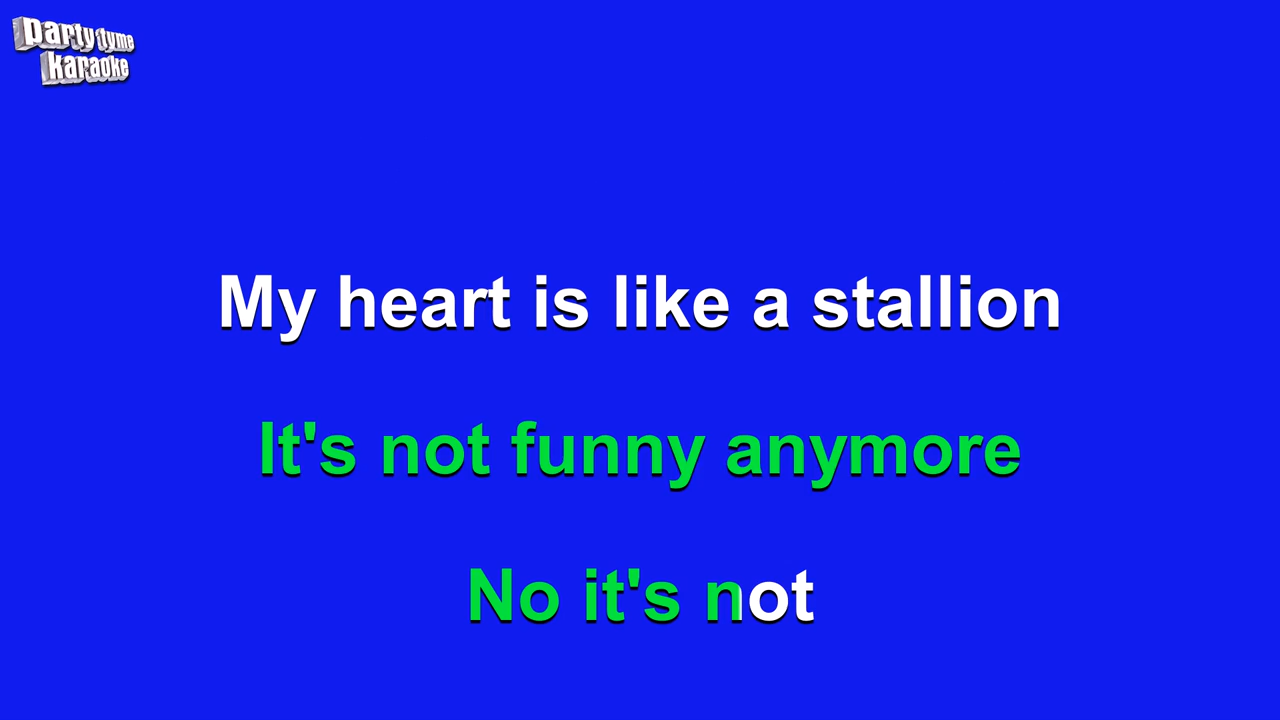 party tyme
karaoke
My heart is like a stallion
It's not funny anymore
No it's not